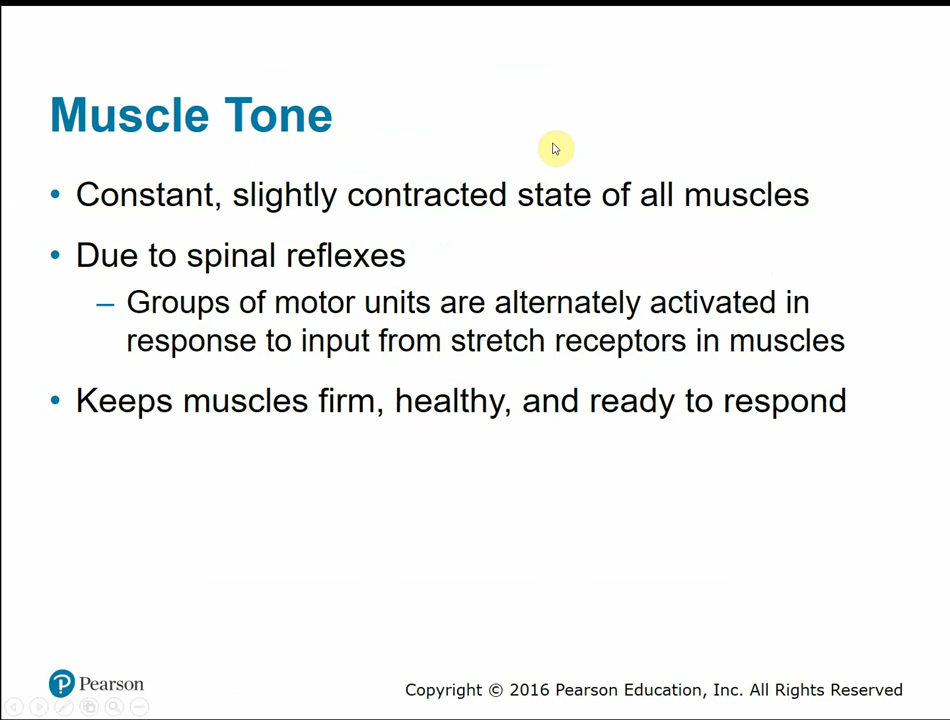 Muscle Tone
• Constant, slightly contracted state of all muscles
• Due to spinal reflexes
– Groups of motor units are alternately activated in
response to input from stretch receptors in muscles
• Keeps muscles firm, healthy, and ready to respond
P Pearson
Copyright © 2016 Pearson Education, Inc. All Rights Reserved